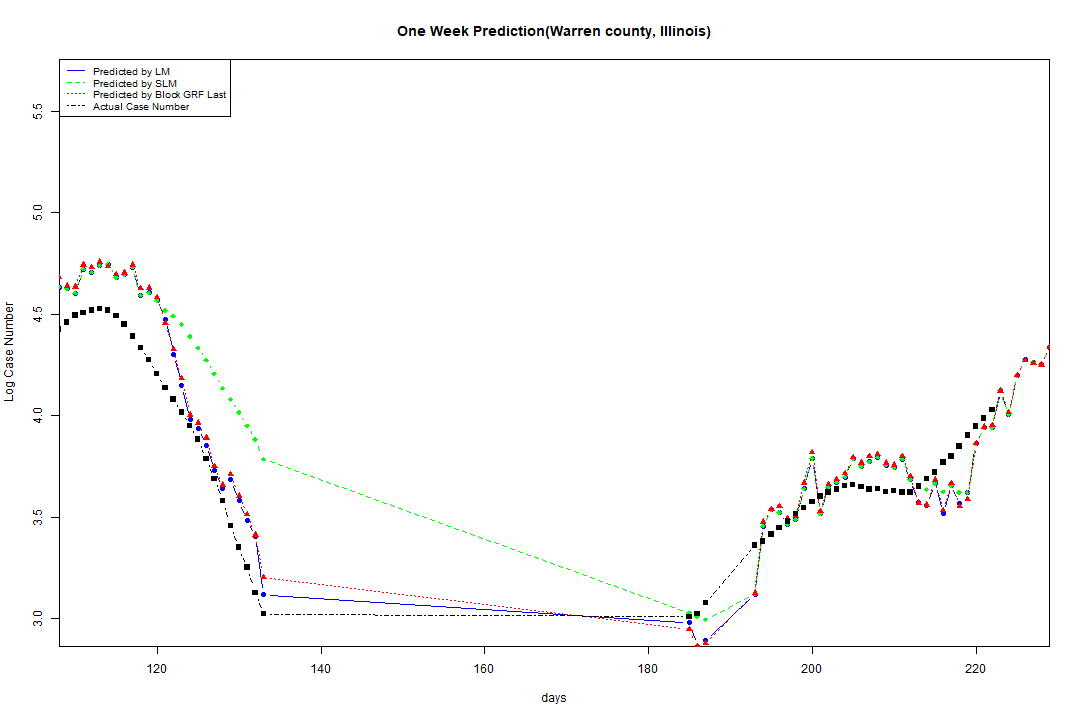 One Week Prediction(Warren county, Illinois)
Predicted by LM
Predicted by SLM
Predicted by Block GRF Last
Actual Case Number
Log Case Number
5.5
5.0
4.5
4.0
3.5
3.0
120 140 160 180 200 220
days